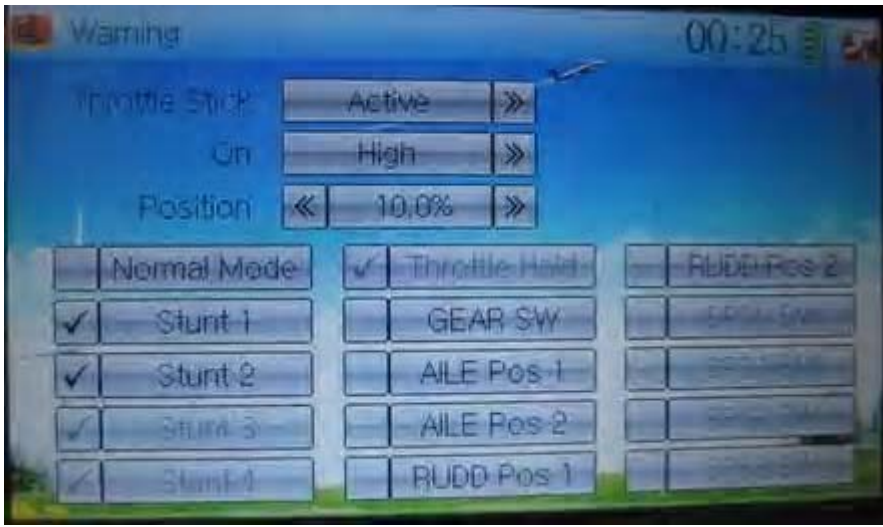 Warning 00:25
Throttle Stick Active
On High
Position 10.0%
Normal Mode Throttle Hold RUDD Pos 2
Stunt 1 GEAR SW
Stunt 2 AILE Pos 1
Stunt 3 AILE Pos 2
Stunt 4 RUDD Pos 1